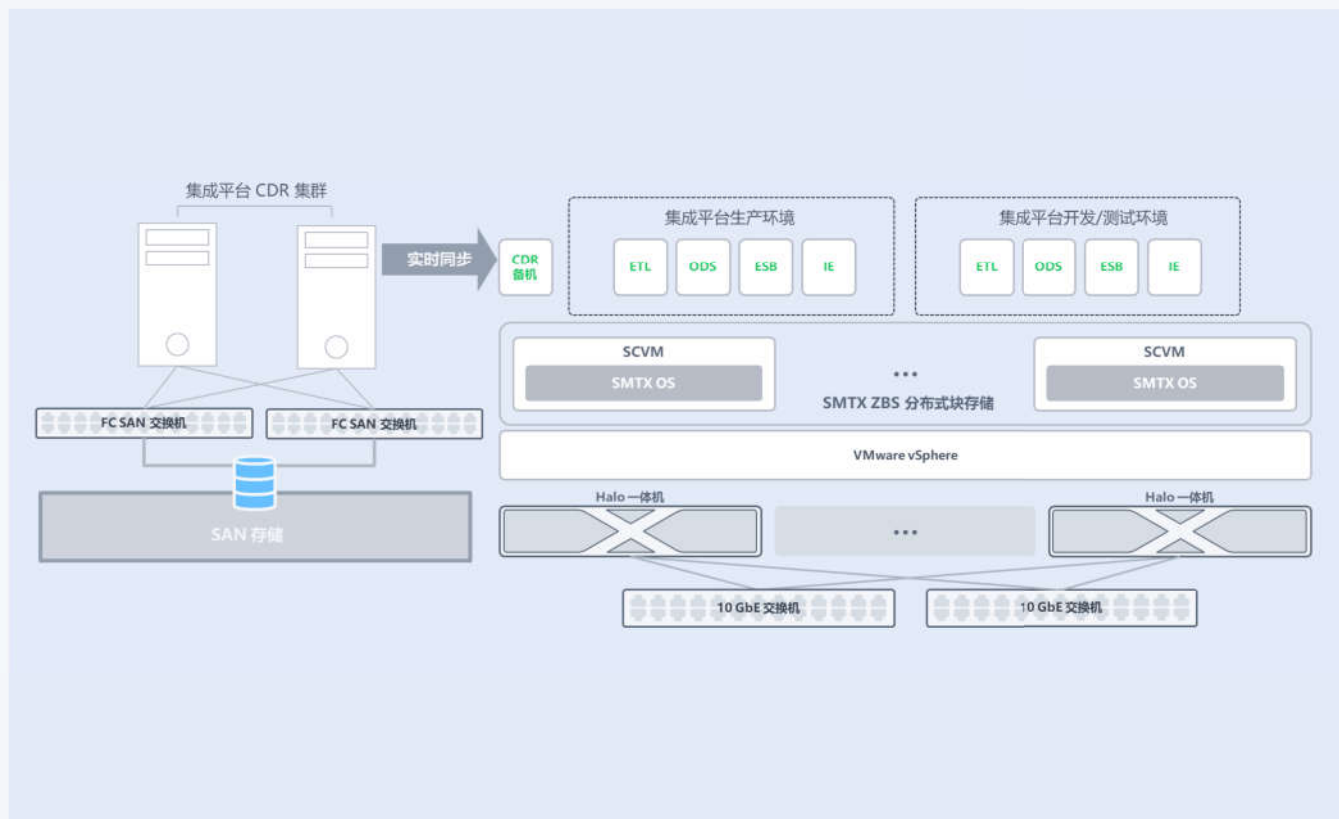 集成平台 CDR 集群
实时同步
CDR
备机
集成平台生产环境
ETL
ODS
ESB
IE
集成平台开发/测试环境
ETL
ODS
ESB
IE
SCVM
SMTX OS
...
SCVM
SMTX OS
SMTX ZBS 分布式块存储
FC SAN 交换机
FC SAN 交换机
SAN 存储
VMware vSphere
Halo 一体机
...
Halo 一体机
10 GbE 交换机
10 GbE 交换机